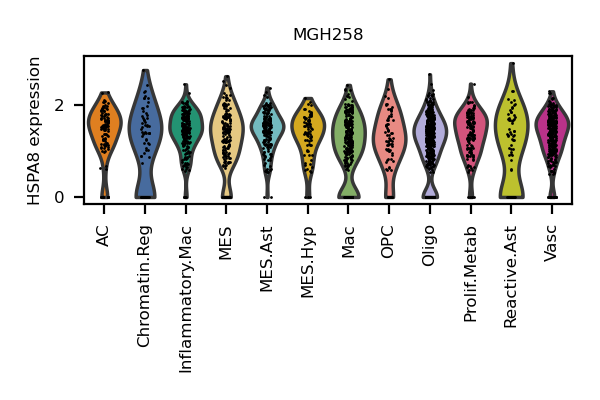 MGH258
HSPA8 expression
2
0
AC
Chromatin.Reg
Inflammatory.Mac
MES
MES.Ast
MES.Hyp
Mac
OPC
Oligo
Prolif.Metab
Reactive.Ast
Vasc